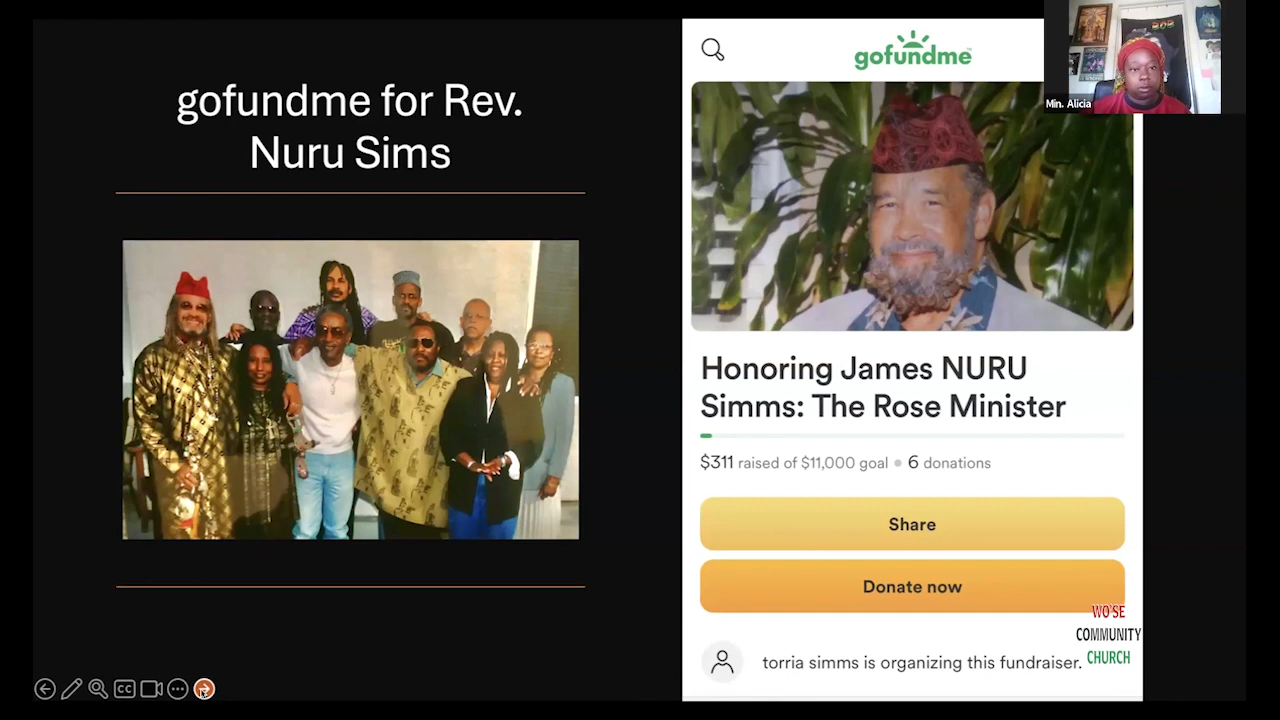 gofundme for Rev.
Nuru Sims
gofundme
Min. Alicia
Honoring James NURU
Simms: The Rose Minister
$311 raised of $11,000 goal • 6 donations
Share
Donate now
WO'SE
COMMUNITY
CHURCH
torria simms is organizing this fundraiser.
CC